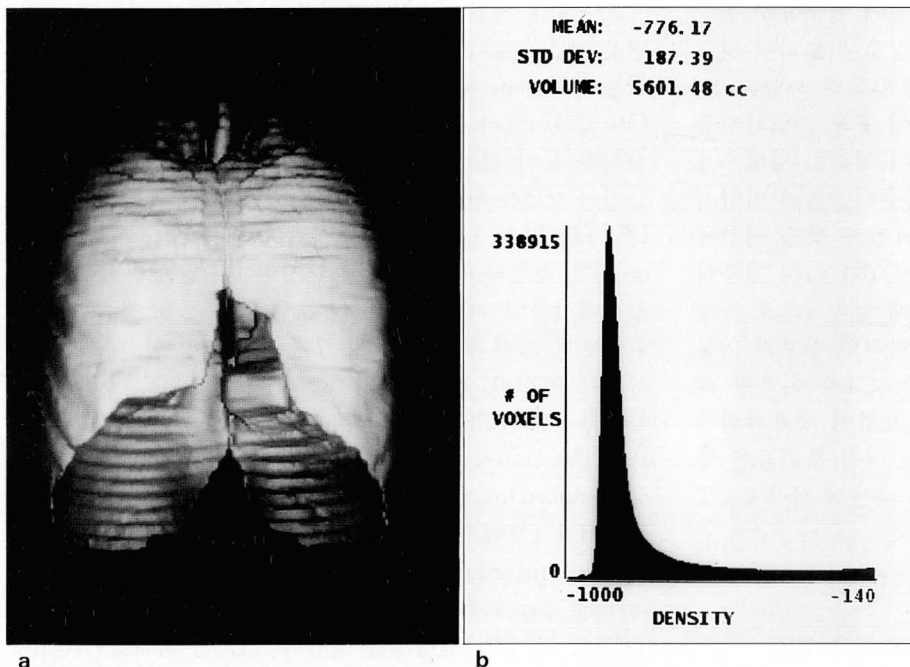 MEAN: -776.17
STD DEV: 187.39
VOLUME: 5601.48 cc
338915
# OF
VOXELS
0
-1000
-140
DENSITY
a
b